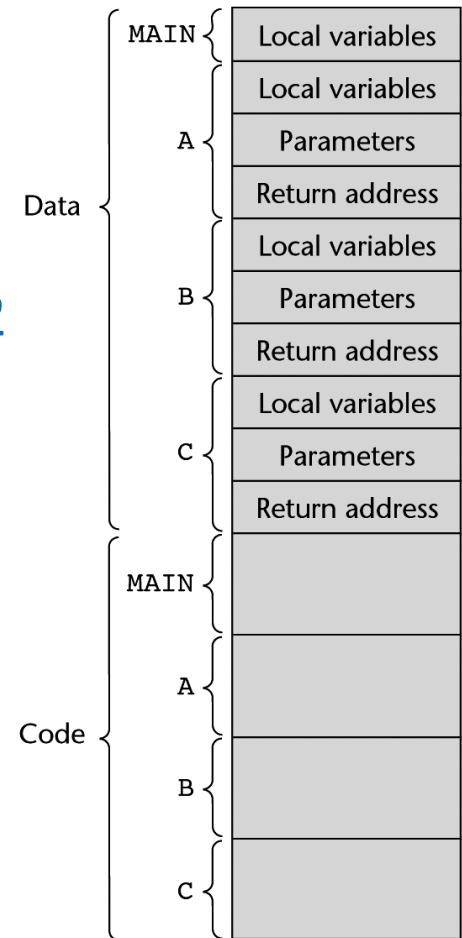 MAIN
Local variables
Local variables
A
Parameters
Return address
Data
Local variables
B
Parameters
Return address
Local variables
C
Parameters
Return address
MAIN
A
Code
B
C